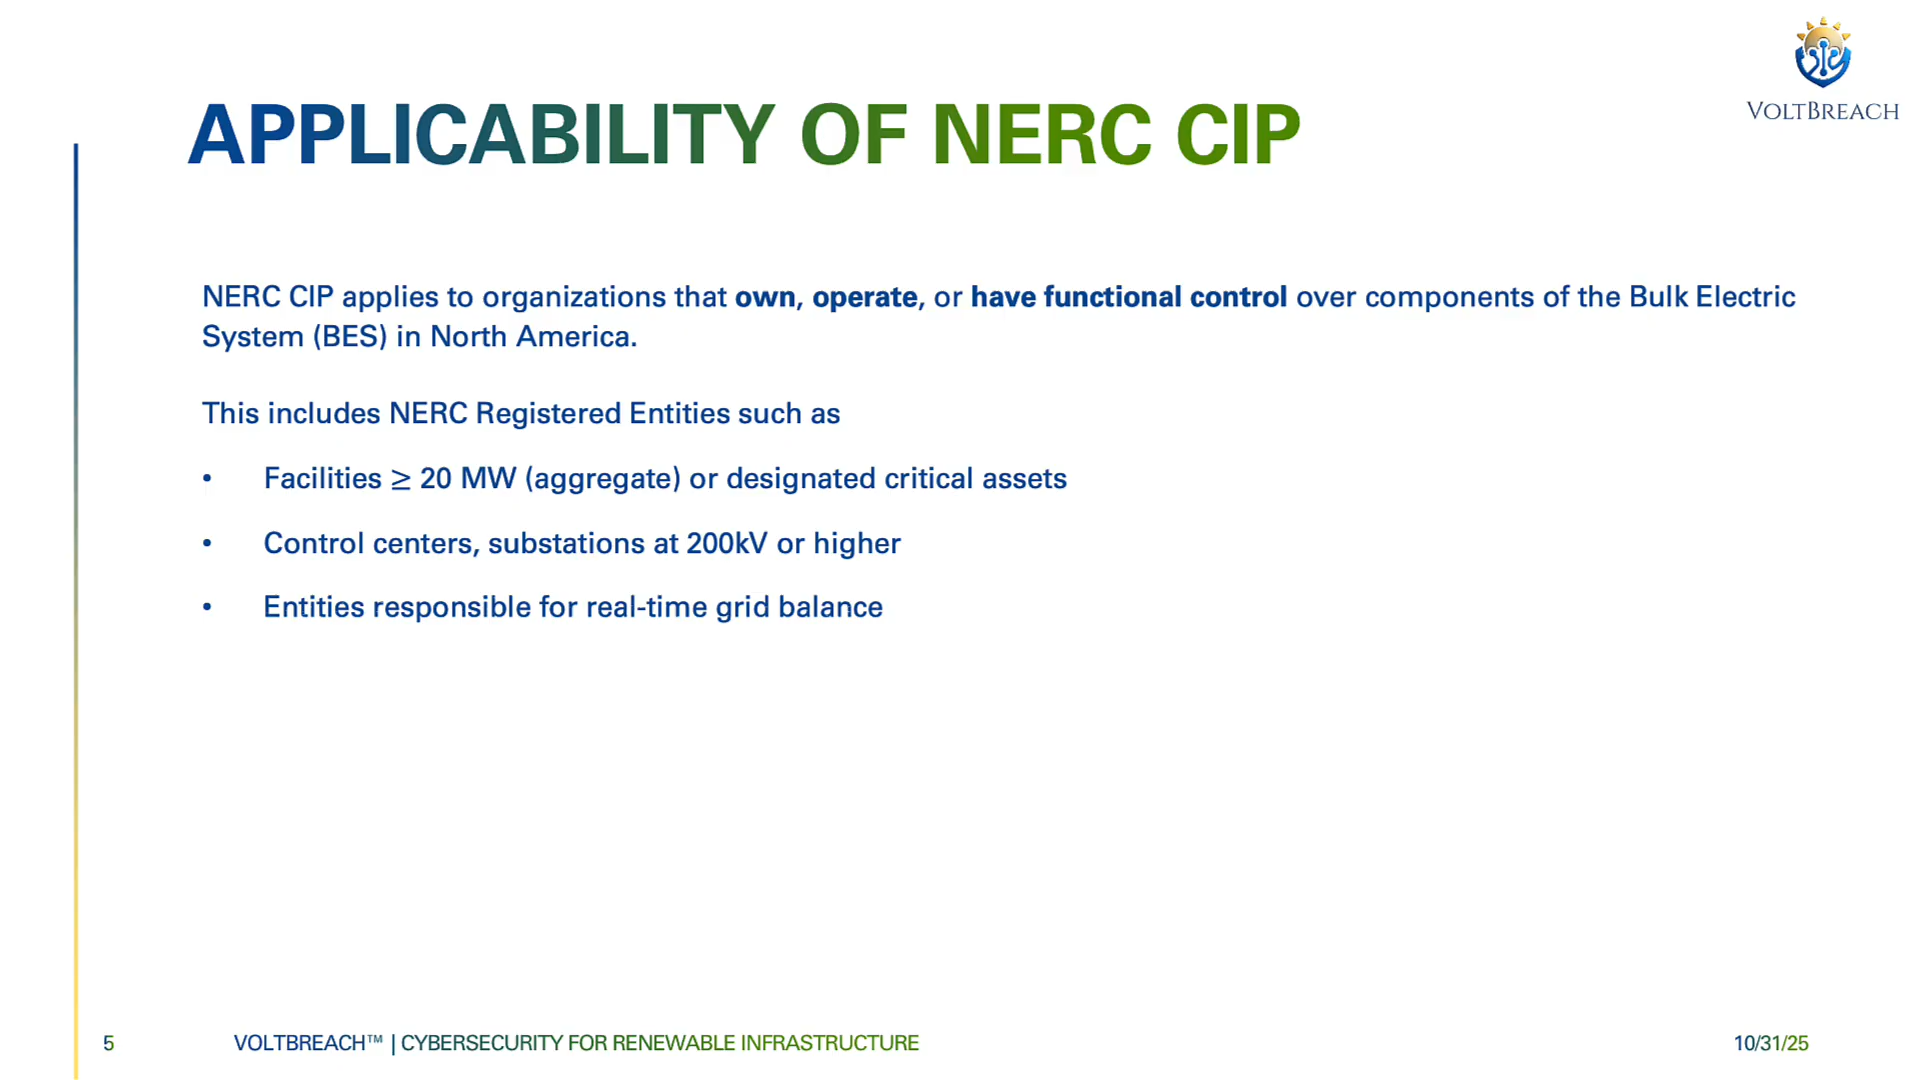 VOLTBREACH
APPLICABILITY OF NERC CIP
NERC CIP applies to organizations that own, operate, or have functional control over components of the Bulk Electric
System (BES) in North America.
This includes NERC Registered Entities such as
• Facilities ≥ 20 MW (aggregate) or designated critical assets
• Control centers, substations at 200kV or higher
• Entities responsible for real-time grid balance
5 VOLTBREACH™ | CYBERSECURITY FOR RENEWABLE INFRASTRUCTURE 10/31/25